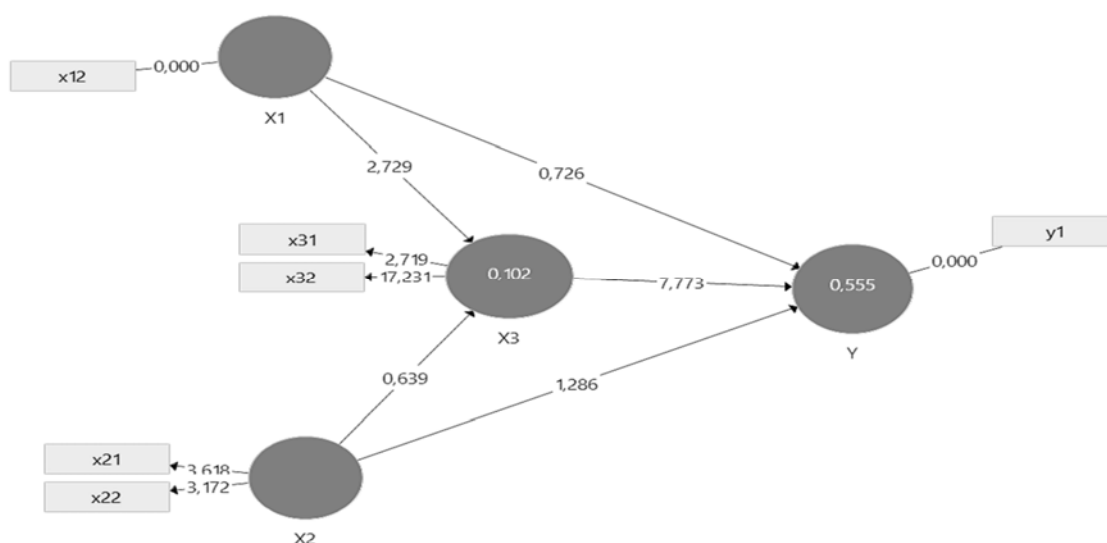 x12
0,000
X1
2,729
0,726
x31
2,719
x32
17,231
0,102
X3
7,773
0,555
Y
y1
0,000
0,639
1,286
x21
3,618
x22
3,172
X2